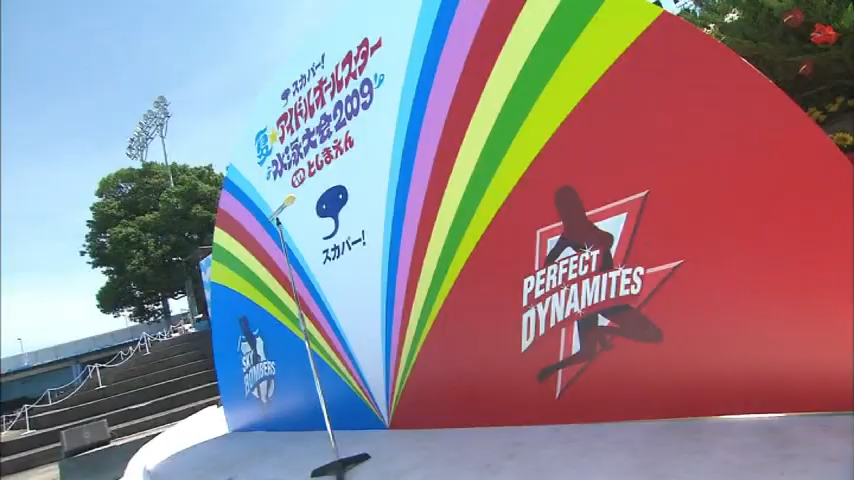 スカパー!
夏★アイドルオールスター
水泳大会2009
in としまえん
スカパー!
PERFECT
DYNAMITES
SKY
BOMBERS